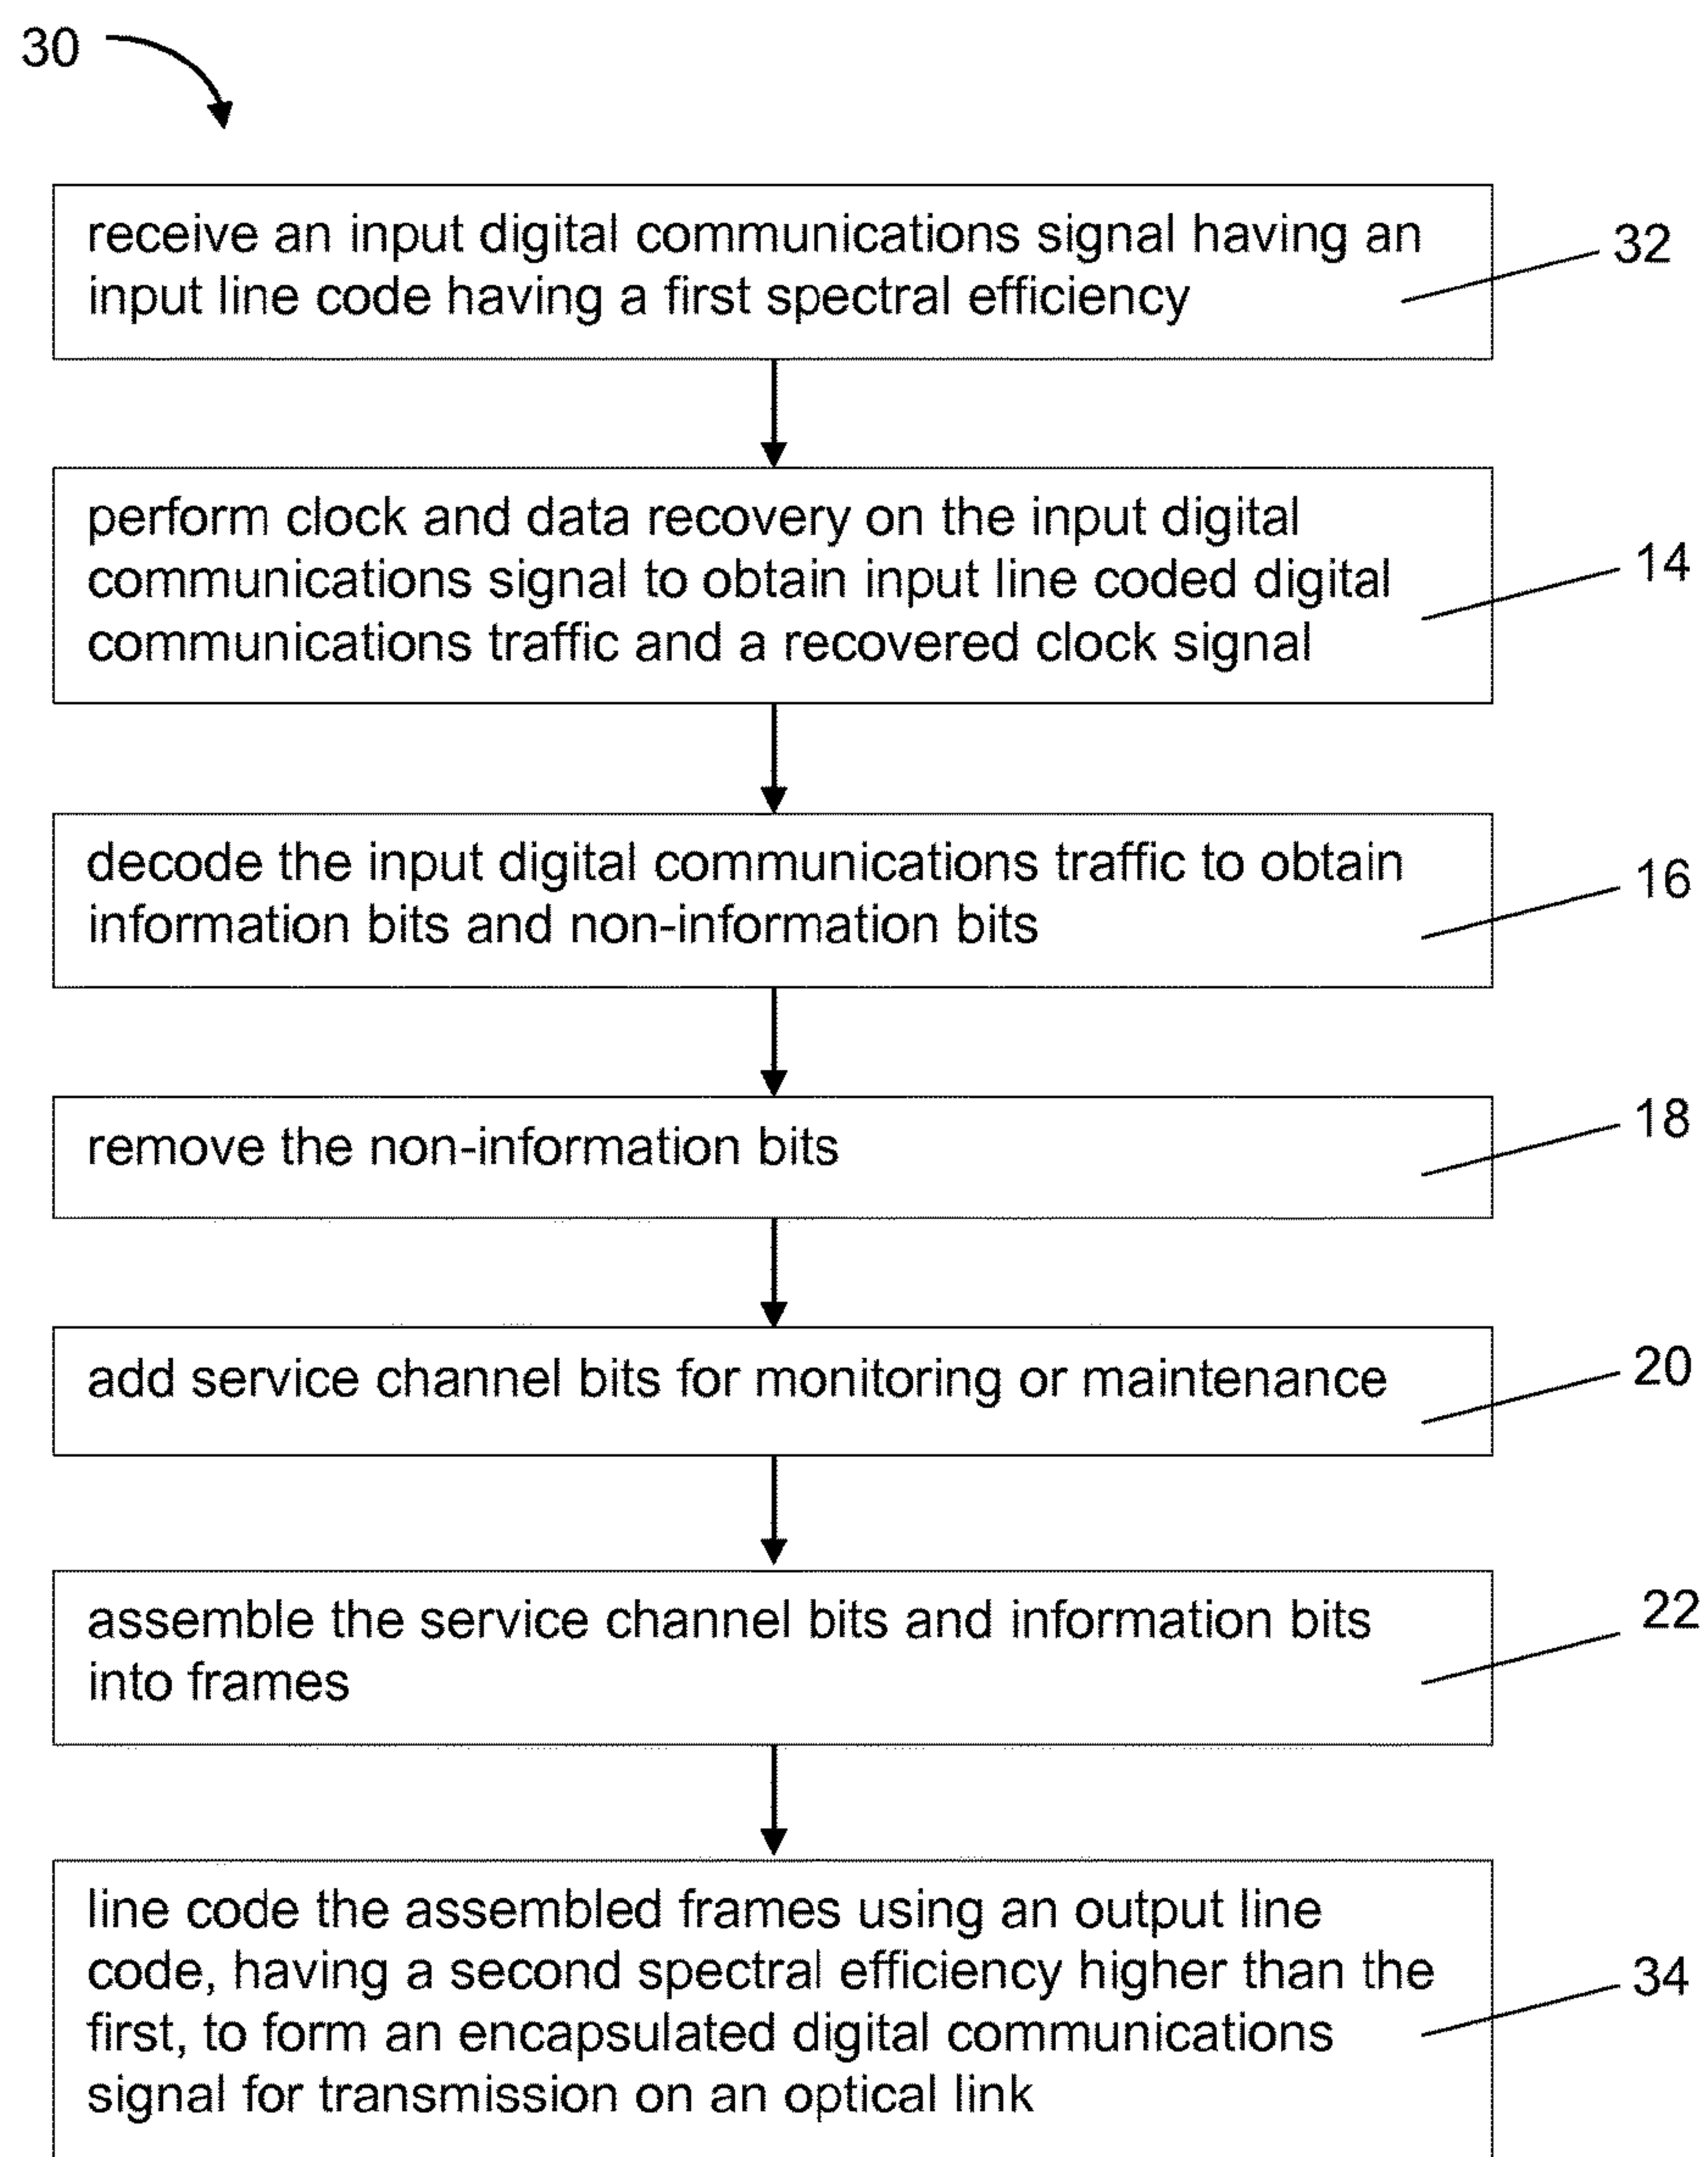 30
receive an input digital communications signal having an
input line code having a first spectral efficiency
32
perform clock and data recovery on the input digital
communications signal to obtain input line coded digital
communications traffic and a recovered clock signal
14
decode the input digital communications traffic to obtain
information bits and non-information bits
16
remove the non-information bits
18
add service channel bits for monitoring or maintenance
20
assemble the service channel bits and information bits
into frames
22
line code the assembled frames using an output line
code, having a second spectral efficiency higher than the
first, to form an encapsulated digital communications
signal for transmission on an optical link
34